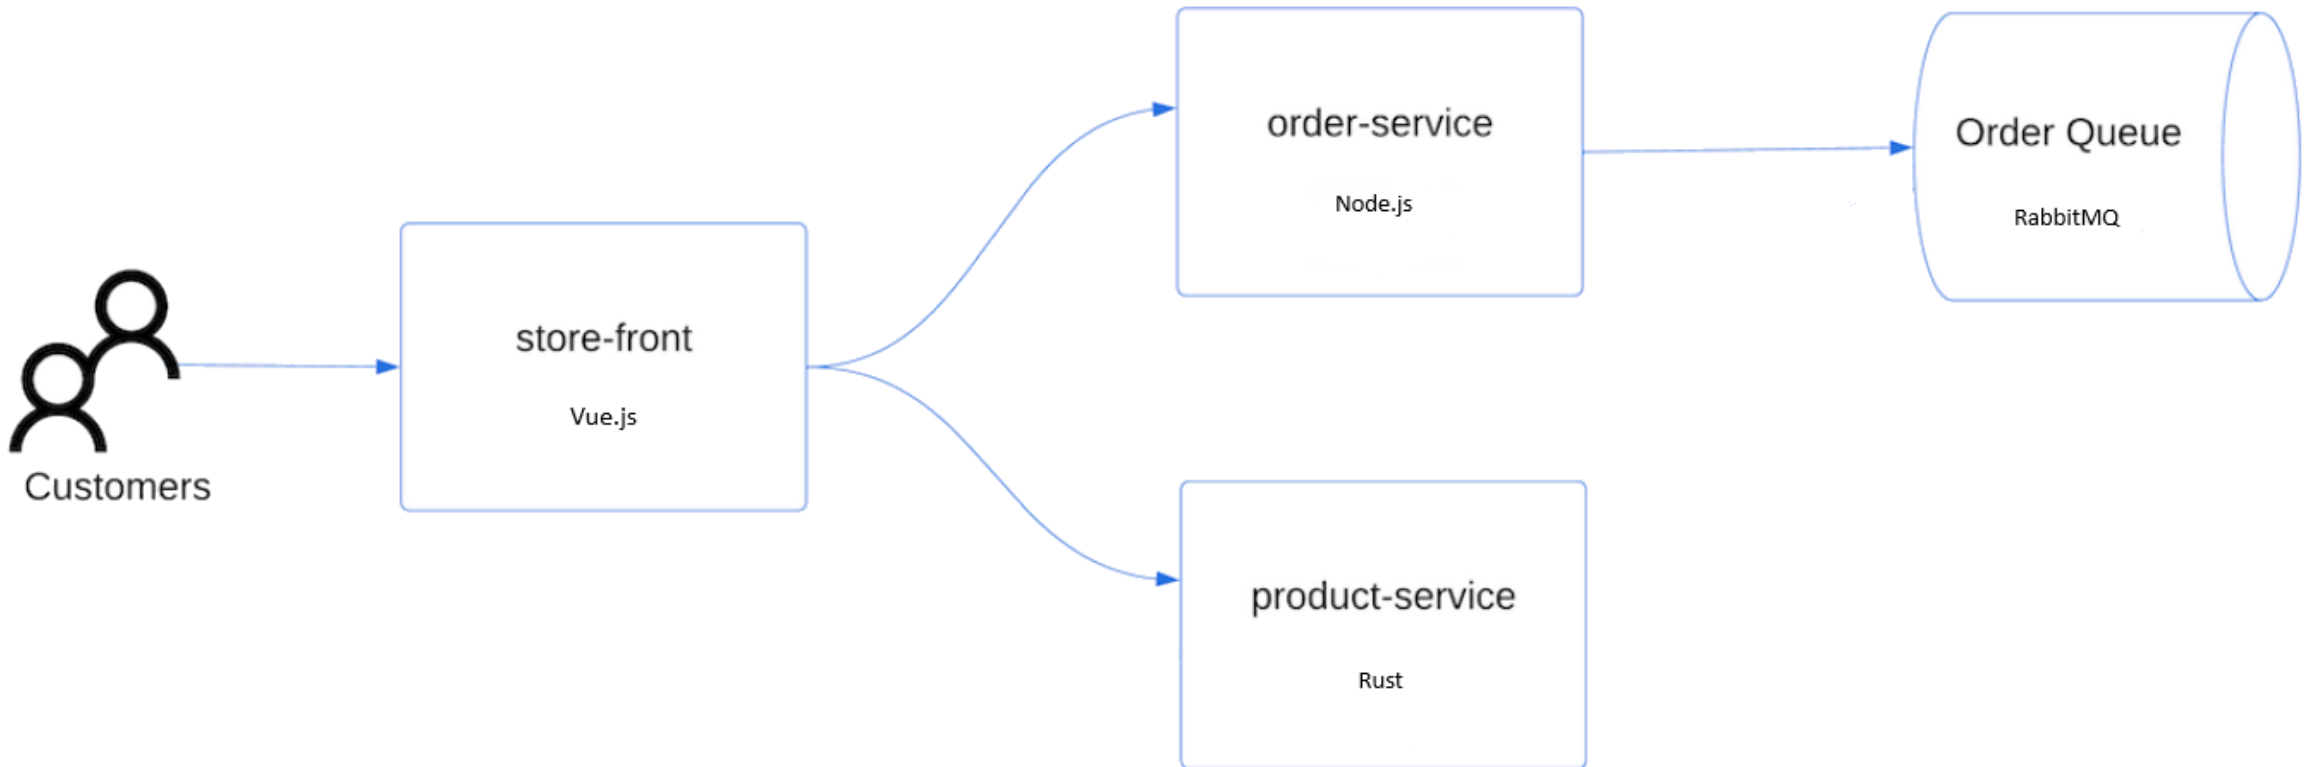 Customers
store-front
Vue.js
order-service
Node.js
product-service
Rust
Order Queue
RabbitMQ